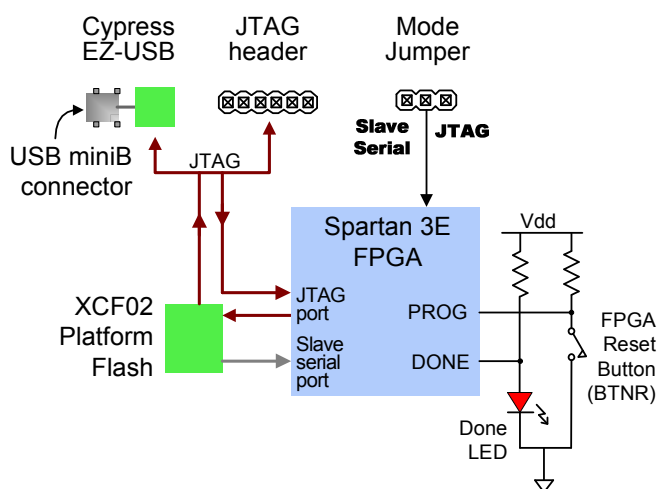 Cypress
EZ-USB
JTAG
header
Mode
Jumper
USB miniB
connector
JTAG
Slave
Serial
JTAG
Spartan 3E
FPGA
Vdd
JTAG
port
PROG
XCF02
Platform
Flash
Slave
serial
port
DONE
FPGA
Reset
Button
(BTNR)
Done
LED